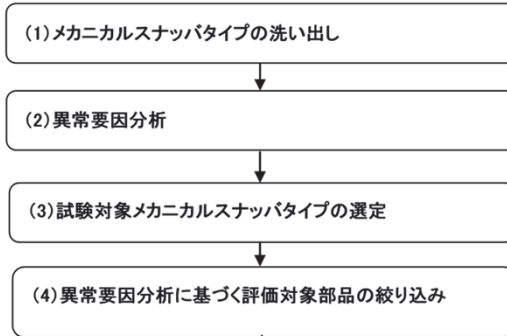 (1)メカニカルスナッバタイプの洗い出し
(2)異常要因分析
(3)試験対象メカニカルスナッバタイプの選定
(4)異常要因分析に基づく評価対象部品の絞り込み